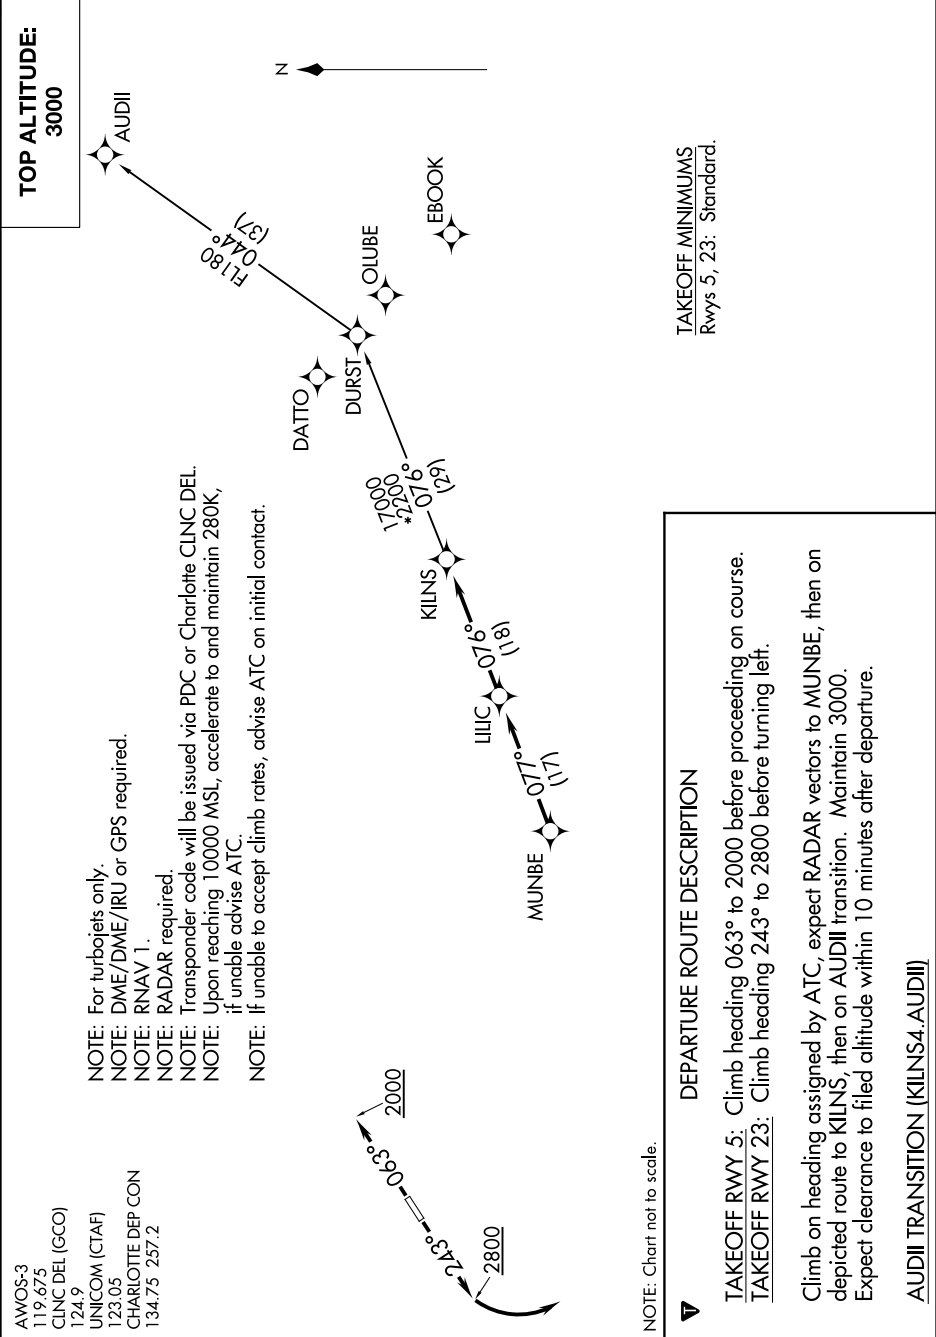 TOP ALTITUDE:
3000
AWOS-3
119.675
CLNC DEL (GCO)
124.9
UNICOM (CTAF)
123.05
CHARLOTTE DEP CON
134.75 257.2
NOTE: For turbojets only.
NOTE: DME/DME/IRU or GPS required.
NOTE: RNAV 1.
NOTE: RADAR required.
NOTE: Transponder code will be issued via PDC or Charlotte CLNC DEL.
NOTE: Upon reaching 10000 MSL, accelerate to and maintain 280K,
if unable advise ATC.
NOTE: If unable to accept climb rates, advise ATC on initial contact.
N
AUDII
FL180
044°
(37)
OLUBE
EBOOK
DATTO
DURST
17000
*2200
076°
(29)
KILNS
076°
(18)
LILIC
077°
(17)
MUNBE
063°
2000
243°
2800
NOTE: Chart not to scale.
TAKEOFF MINIMUMS
Rwys 5, 23: Standard.
T
DEPARTURE ROUTE DESCRIPTION
TAKEOFF RWY 5: Climb heading 063° to 2000 before proceeding on course.
TAKEOFF RWY 23: Climb heading 243° to 2800 before turning left.
Climb on heading assigned by ATC, expect RADAR vectors to MUNBE, then on
depicted route to KILNS, then on AUDII transition. Maintain 3000.
Expect clearance to filed altitude within 10 minutes after departure.
AUDII TRANSITION (KILNS4.AUDII)